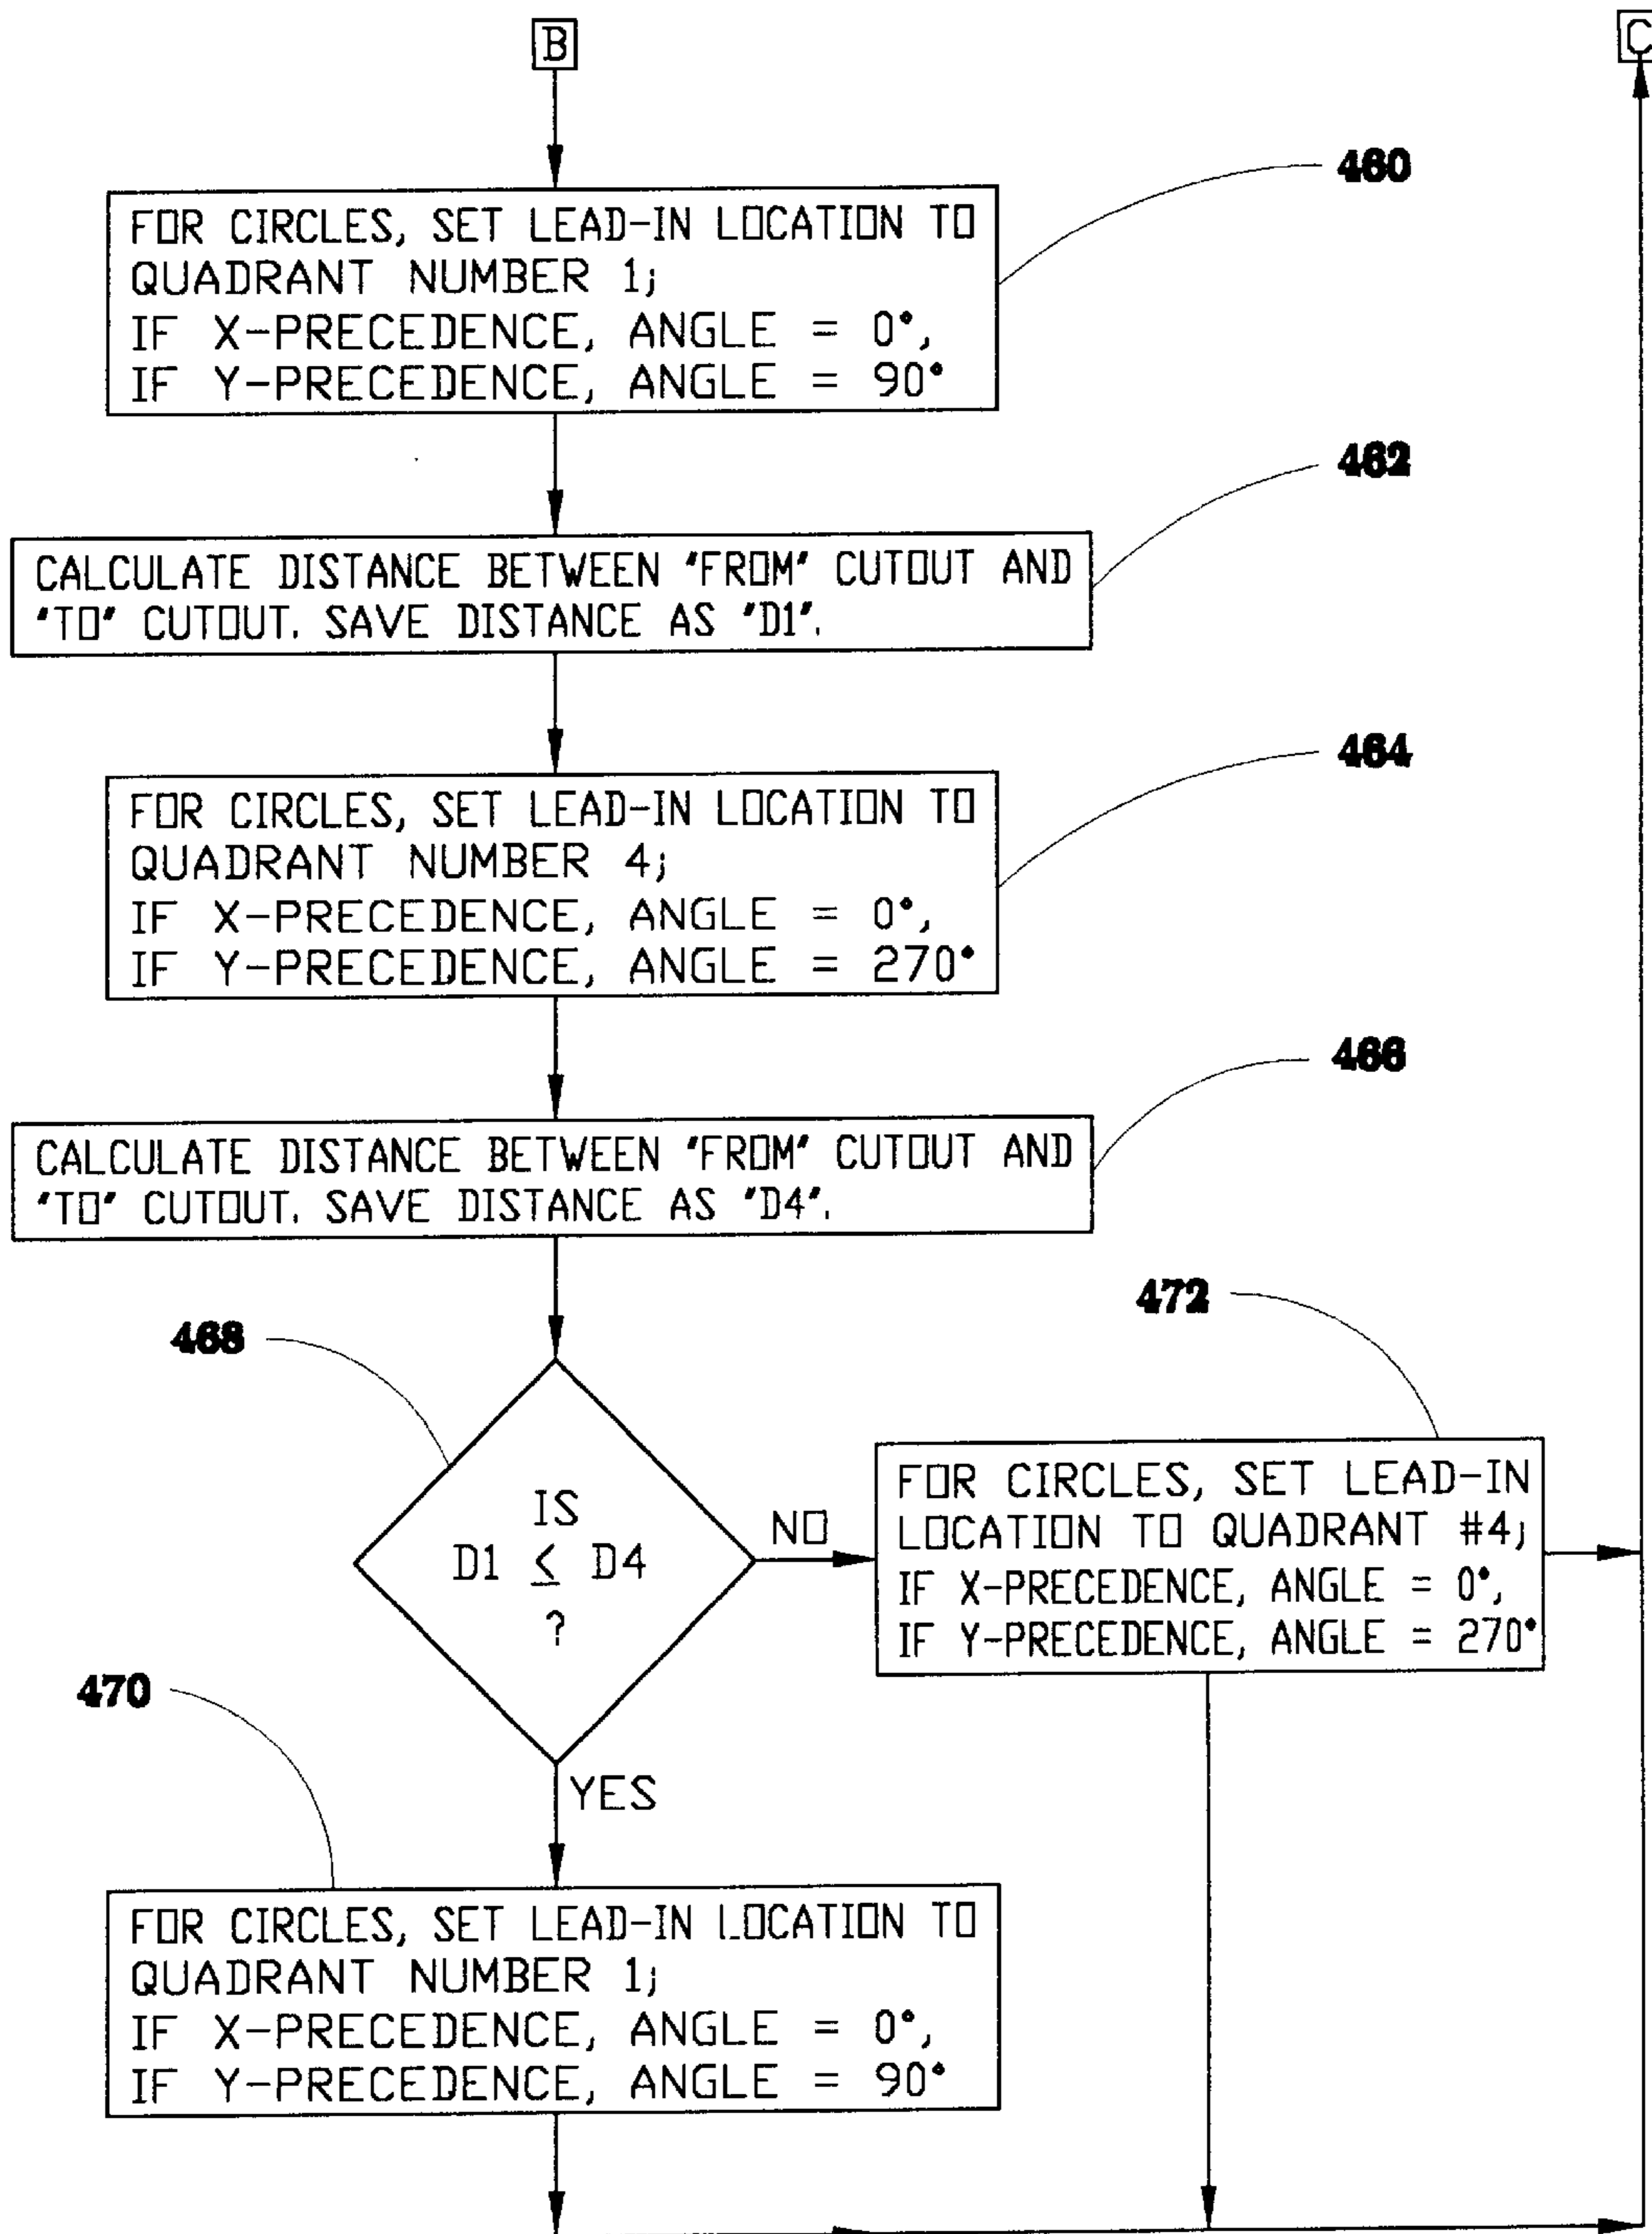 B
C
460
FOR CIRCLES, SET LEAD-IN LOCATION TO
QUADRANT NUMBER 1;
IF X-PRECEDENCE, ANGLE = 0°,
IF Y-PRECEDENCE, ANGLE = 90°
462
CALCULATE DISTANCE BETWEEN "FROM" CUTOUT AND
"TO" CUTOUT. SAVE DISTANCE AS "D1".
464
FOR CIRCLES, SET LEAD-IN LOCATION TO
QUADRANT NUMBER 4;
IF X-PRECEDENCE, ANGLE = 0°,
IF Y-PRECEDENCE, ANGLE = 270°
466
CALCULATE DISTANCE BETWEEN "FROM" CUTOUT AND
"TO" CUTOUT. SAVE DISTANCE AS "D4".
468
IS
D1 ≤ D4
?
NO
472
FOR CIRCLES, SET LEAD-IN
LOCATION TO QUADRANT #4;
IF X-PRECEDENCE, ANGLE = 0°,
IF Y-PRECEDENCE, ANGLE = 270°
YES
470
FOR CIRCLES, SET LEAD-IN LOCATION TO
QUADRANT NUMBER 1;
IF X-PRECEDENCE, ANGLE = 0°,
IF Y-PRECEDENCE, ANGLE = 90°